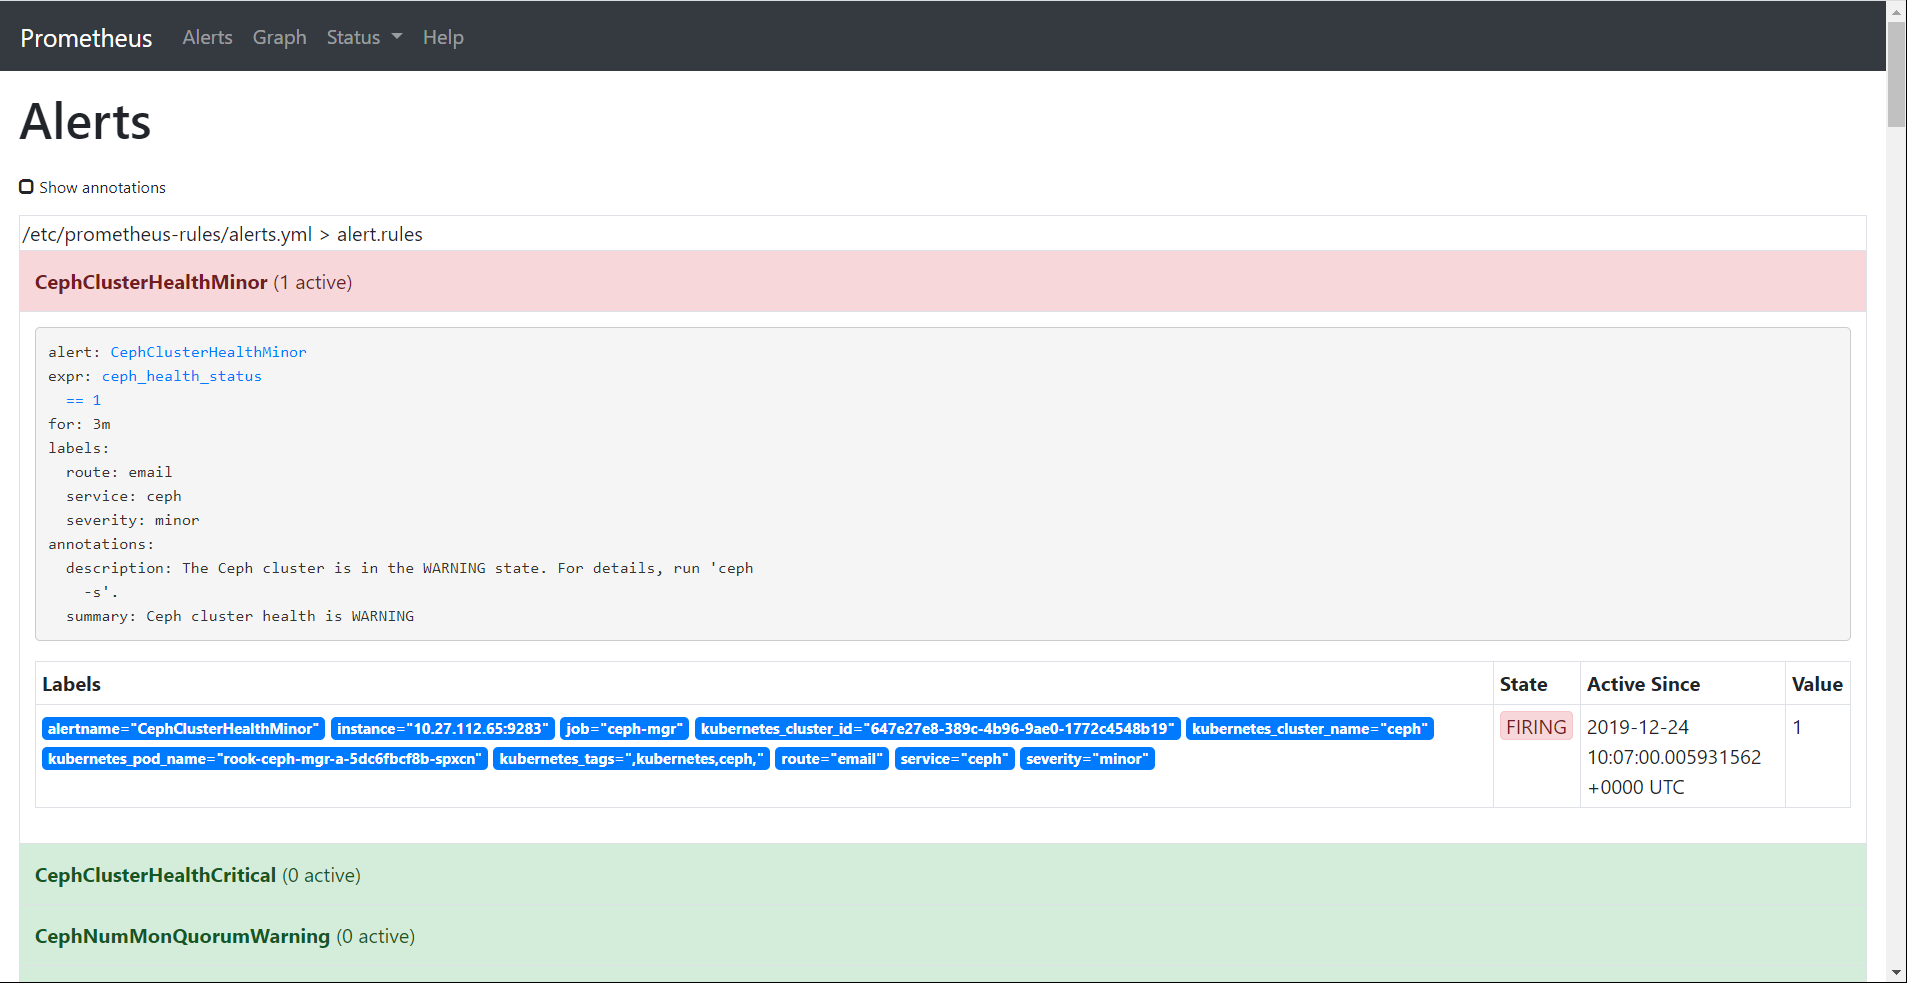 Prometheus Alerts Graph Status Help
Alerts
Show annotations
/etc/prometheus-rules/alerts.yml > alert.rules
CephClusterHealthMinor (1 active)
alert: CephClusterHealthMinor
expr: ceph_health_status
  == 1
for: 3m
labels:
  route: email
  service: ceph
  severity: minor
annotations:
  description: The Ceph cluster is in the WARNING state. For details, run 'ceph
    -s'.
  summary: Ceph cluster health is WARNING
Labels State Active Since Value
alertname="CephClusterHealthMinor" instance="10.27.112.65:9283" job="ceph-mgr" kubernetes_cluster_id="647e27e8-389c-4b96-9ae0-1772c4548b19" kubernetes_cluster_name="ceph"
kubernetes_pod_name="rook-ceph-mgr-a-5dc6fbcf8b-spxcn" kubernetes_tags=",kubernetes,ceph," route="email" service="ceph" severity="minor"
FIRING
2019-12-24
10:07:00.005931562
+0000 UTC
1
CephClusterHealthCritical (0 active)
CephNumMonQuorumWarning (0 active)